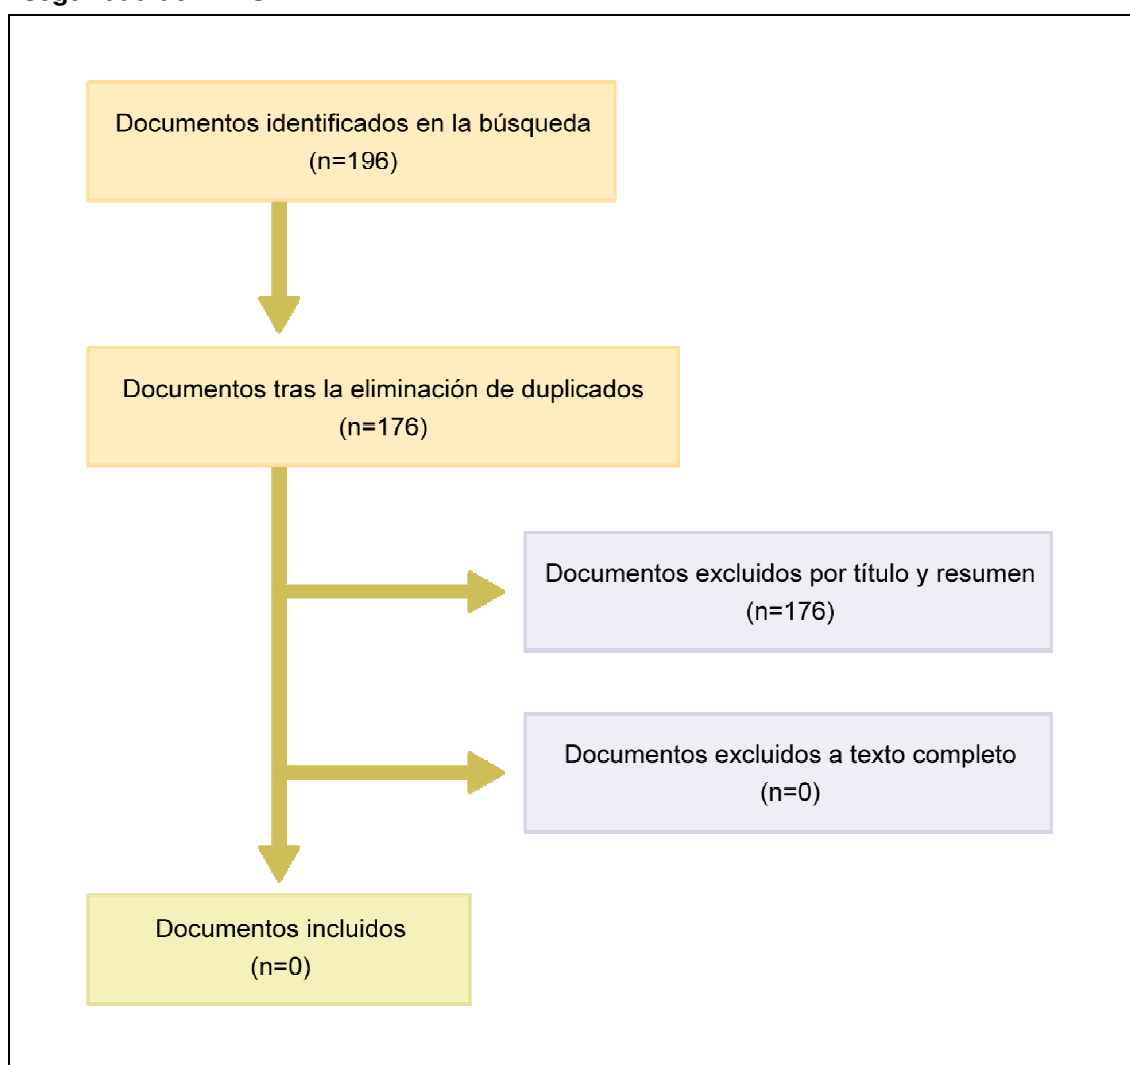 Documentos identificados en la búsqueda
(n=196)
Documentos tras la eliminación de duplicados
(n=176)
Documentos excluidos por título y resumen
(n=176)
Documentos excluidos a texto completo
(n=0)
Documentos incluidos
(n=0)